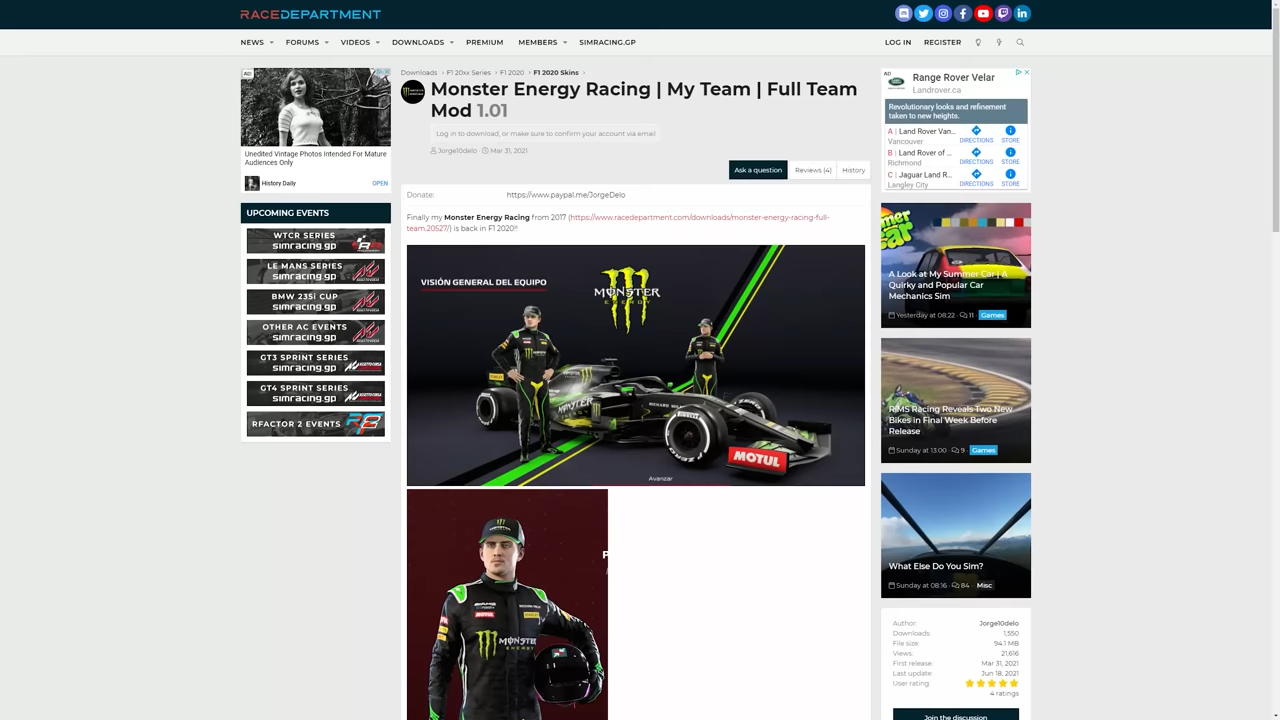 RACEDEPARTMENT
NEWS
FORUMS
VIDEOS
DOWNLOADS
PREMIUM
MEMBERS
SIMRACING.GP
LOG IN
REGISTER
AD
Unedited Vintage Photos Intended For Mature
Audiences Only
History Daily
OPEN
UPCOMING EVENTS
WTCR SERIES
simracing.gp
LE MANS SERIES
simracing.gp
BMW 235i CUP
simracing.gp
OTHER AC EVENTS
simracing.gp
GT3 SPRINT SERIES
simracing.gp
GT4 SPRINT SERIES
simracing.gp
RFACTOR 2 EVENTS
Downloads › F1 20xx Series › F1 2020 › F1 2020 Skins ›
Monster Energy Racing | My Team | Full Team
Mod 1.01
Log in to download, or make sure to confirm your account via email
Jorge10delo
Mar 31, 2021
Ask a question
Reviews (4)
History
Donate:
https://www.paypal.me/JorgeDelo
Finally my Monster Energy Racing from 2017 (https://www.racedepartment.com/downloads/monster-energy-racing-full-
team.20527/) is back in F1 2020!!
VISIÓN GENERAL DEL EQUIPO
MONSTER
ENERGY
MOTUL
Avanzar
MONSTER
ENERGY
AD
Range Rover Velar
Landrover.ca
Revolutionary looks and refinement
taken to new heights.
A | Land Rover Van...
Vancouver
DIRECTIONS
STORE
B | Land Rover of ...
Richmond
DIRECTIONS
STORE
C | Jaguar Land R...
Langley City
DIRECTIONS
STORE
A Look at My Summer Car | A
Quirky and Popular Car
Mechanics Sim
Yesterday at 08:22 · 11 · Games
RiMS Racing Reveals Two New
Bikes in Final Week Before
Release
Sunday at 13:00 · 9 · Games
What Else Do You Sim?
Sunday at 08:16 · 84 · Misc
Author:
Jorge10delo
Downloads:
1,550
File size:
94.1 MB
Views:
21,616
First release:
Mar 31, 2021
Last update:
Jun 18, 2021
User rating:
4 ratings
Join the discussion